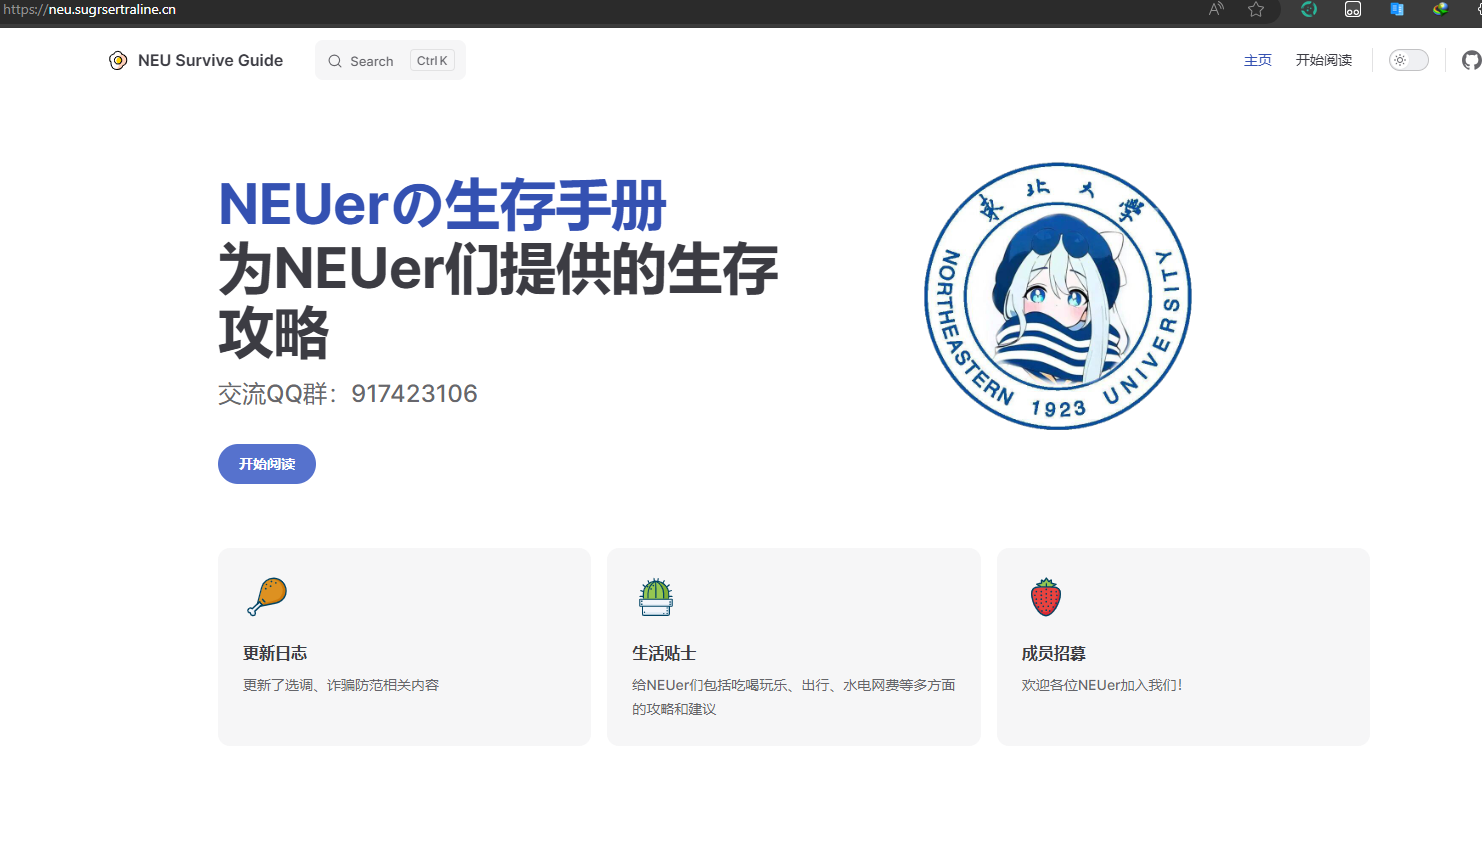 https://neu.sugrsertraline.cn
NEU Survive Guide
Search
Ctrl K
主页
开始阅读
NEUerの生存手册
为NEUer们提供的生存
攻略
交流QQ群：917423106
开始阅读
東北大學
NORTHEASTERN 1923 UNIVERSITY
更新日志
更新了选调、诈骗防范相关内容
生活贴士
给NEUer们包括吃喝玩乐、出行、水电网费等多方面
的攻略和建议
成员招募
欢迎各位NEUer加入我们！